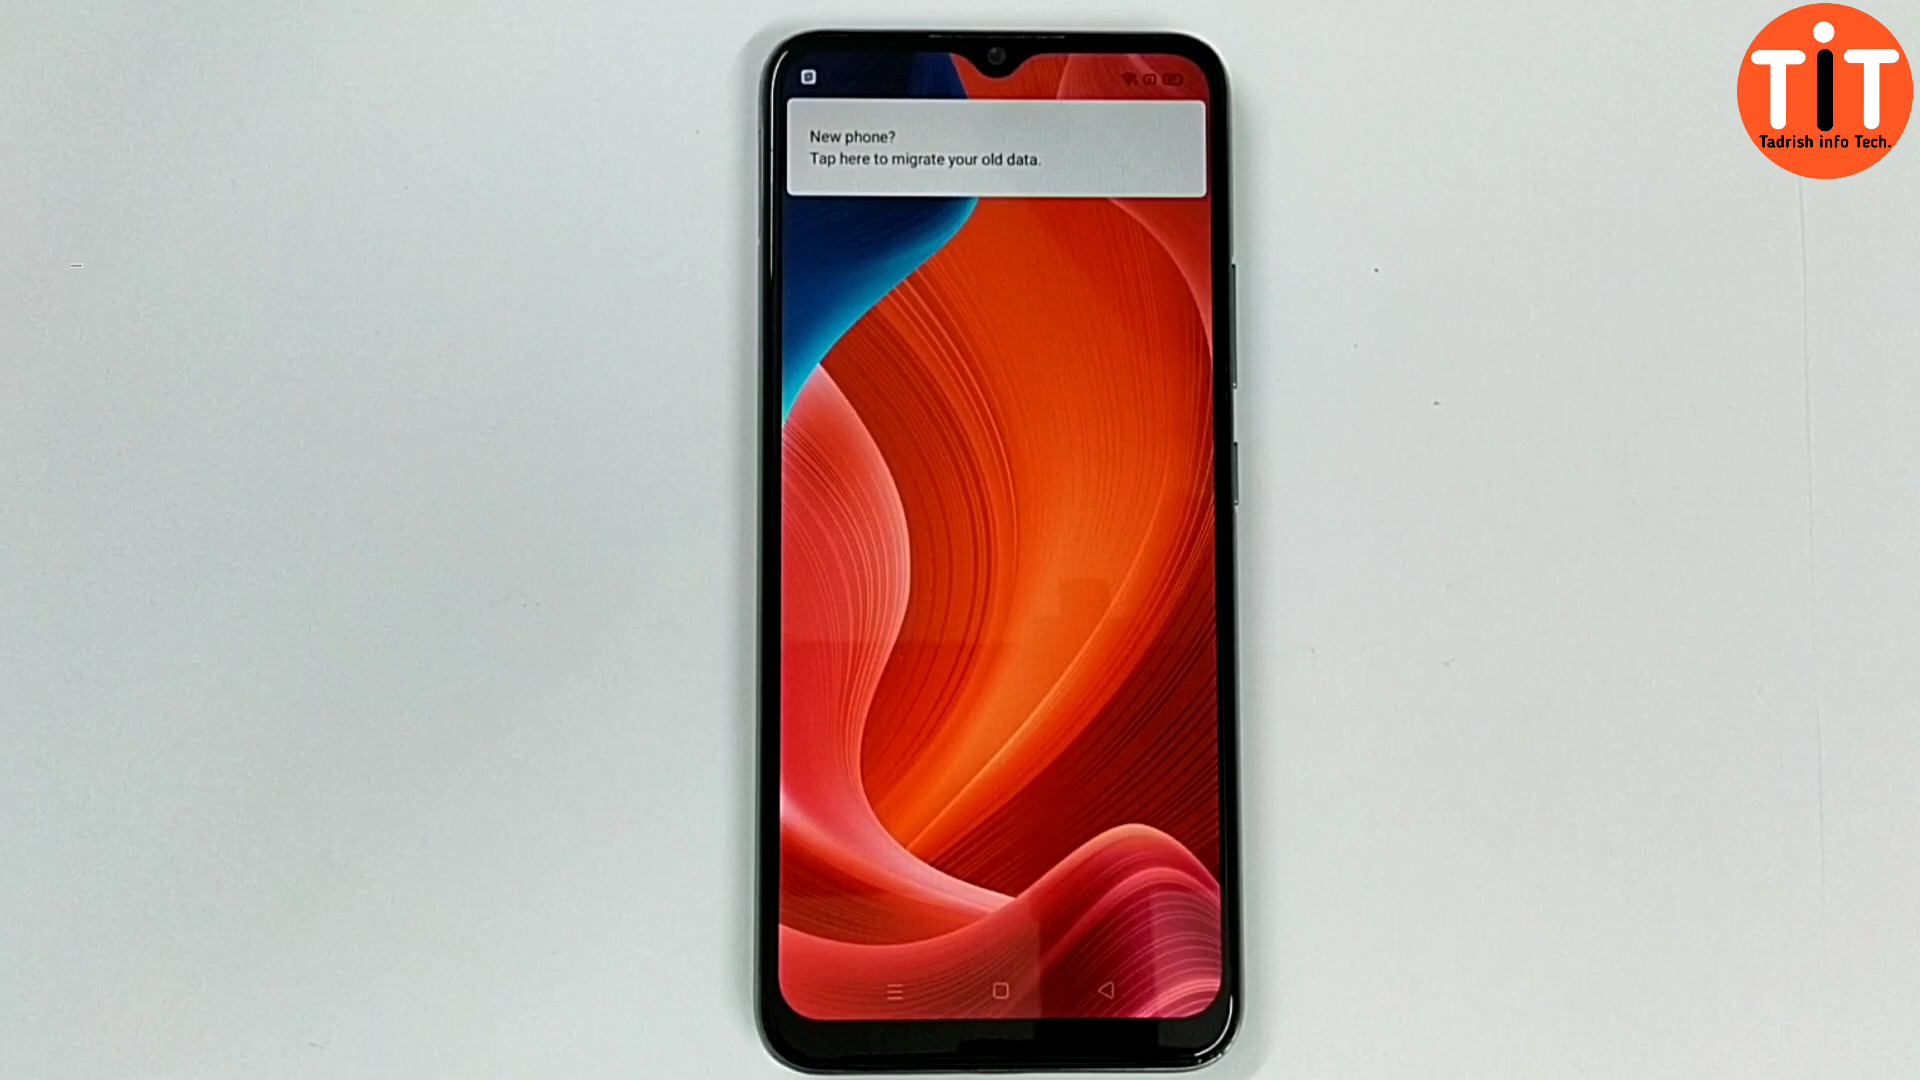 New phone?
Tap here to migrate your old data.
TiT
Tadrish info Tech.